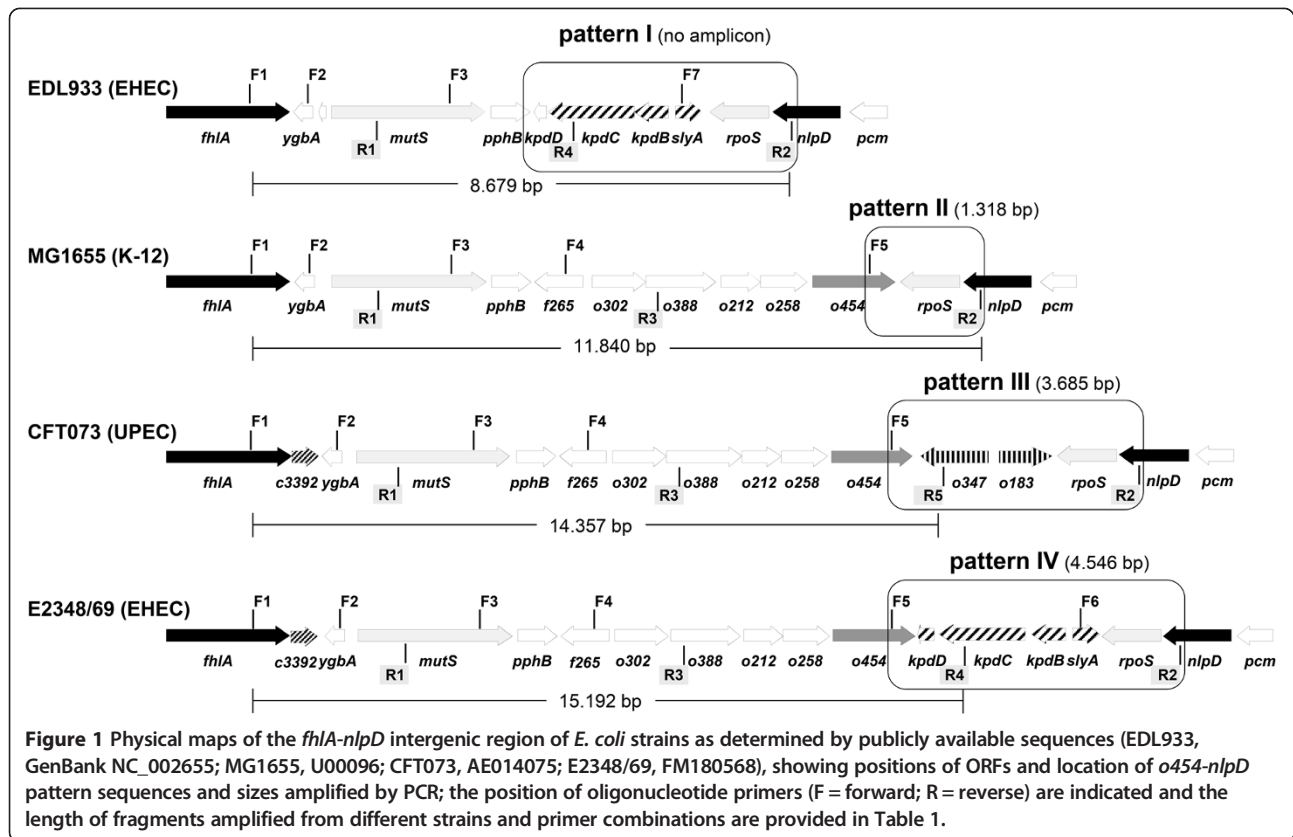 pattern I (no amplicon)
EDL933 (EHEC)
F1 F2 F3 F7
fhlA ygbA R1 mutS pphB kpdD R4 kpdC kpdB slyA rpoS R2 nlpD pcm
8.679 bp
pattern II (1.318 bp)
MG1655 (K-12)
F1 F2 F3 F4 F5
fhlA ygbA R1 mutS pphB f265 o302 R3 o388 o212 o258 o454 rpoS R2 nlpD pcm
11.840 bp
pattern III (3.685 bp)
CFT073 (UPEC)
F1 F2 F3 F4 F5
fhlA c3392 ygbA R1 mutS pphB f265 o302 R3 o388 o212 o258 o454 R5 o347 o183 rpoS R2 nlpD pcm
14.357 bp
pattern IV (4.546 bp)
E2348/69 (EHEC)
F1 F2 F3 F4 F5 F6
fhlA c3392 ygbA R1 mutS pphB f265 o302 R3 o388 o212 o258 o454 kpdD R4 kpdC kpdB slyA rpoS R2 nlpD pcm
15.192 bp
Figure 1 Physical maps of the fhlA-nlpD intergenic region of E. coli strains as determined by publicly available sequences (EDL933,
GenBank NC_002655; MG1655, U00096; CFT073, AE014075; E2348/69, FM180568), showing positions of ORFs and location of o454-nlpD
pattern sequences and sizes amplified by PCR; the position of oligonucleotide primers (F = forward; R = reverse) are indicated and the
length of fragments amplified from different strains and primer combinations are provided in Table 1.